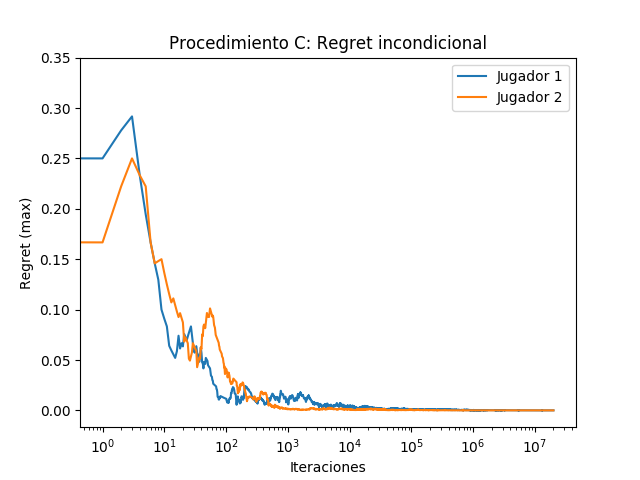 Procedimiento C: Regret incondicional
Jugador 1
Jugador 2
Regret (max)
0.35
0.30
0.25
0.20
0.15
0.10
0.05
0.00
10⁰ 10¹ 10² 10³ 10⁴ 10⁵ 10⁶ 10⁷
Iteraciones